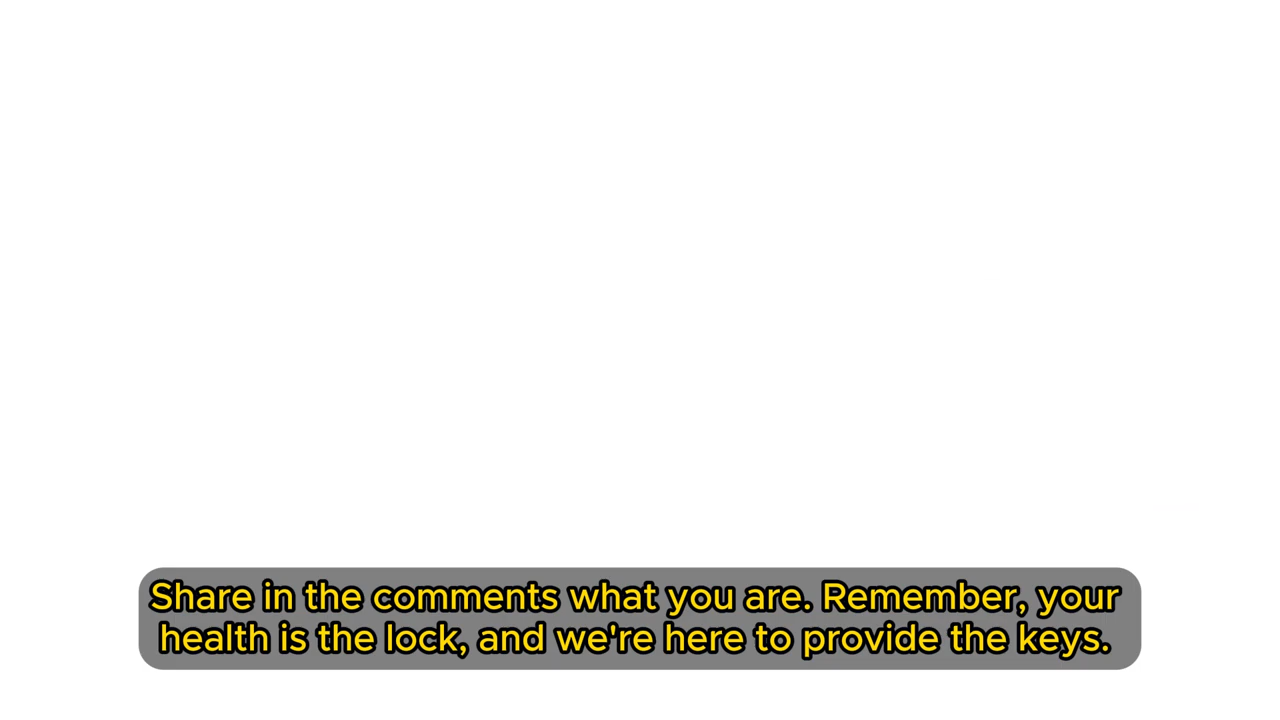 Share in the comments what you are. Remember, your
health is the lock, and we're here to provide the keys.